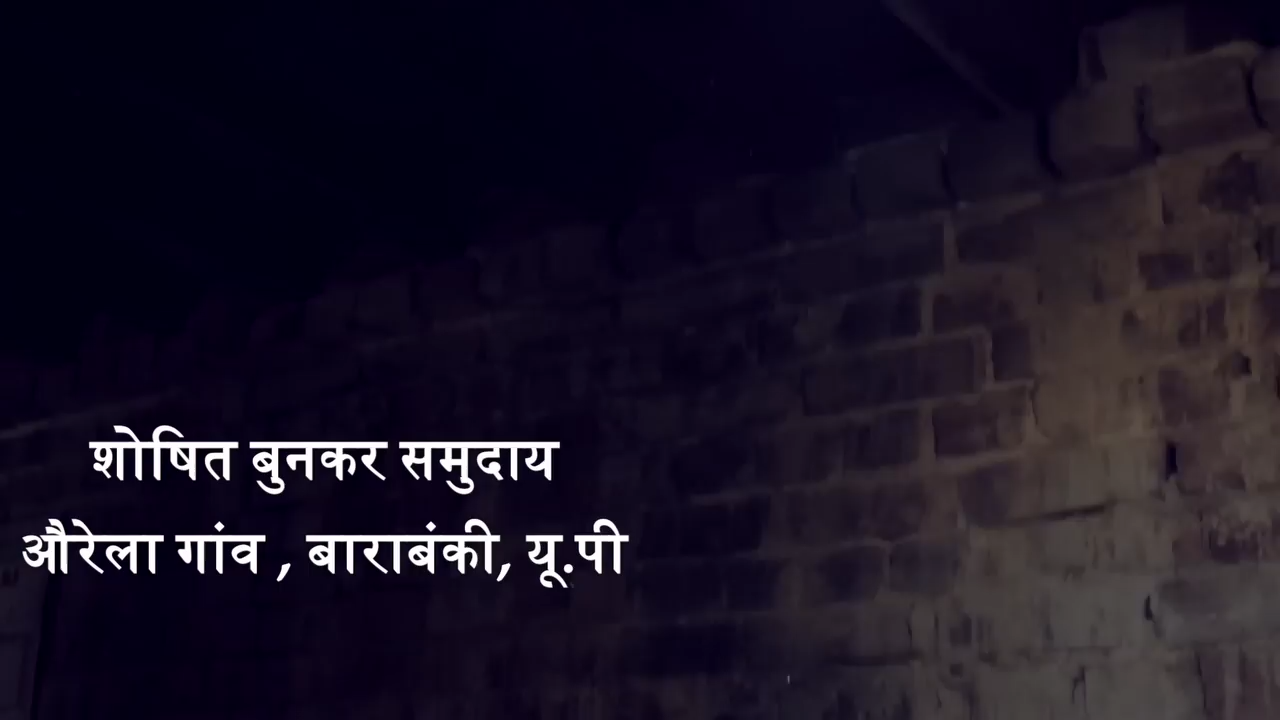 शोषित बुनकर समुदाय
औरेला गांव , बाराबंकी, यू.पी